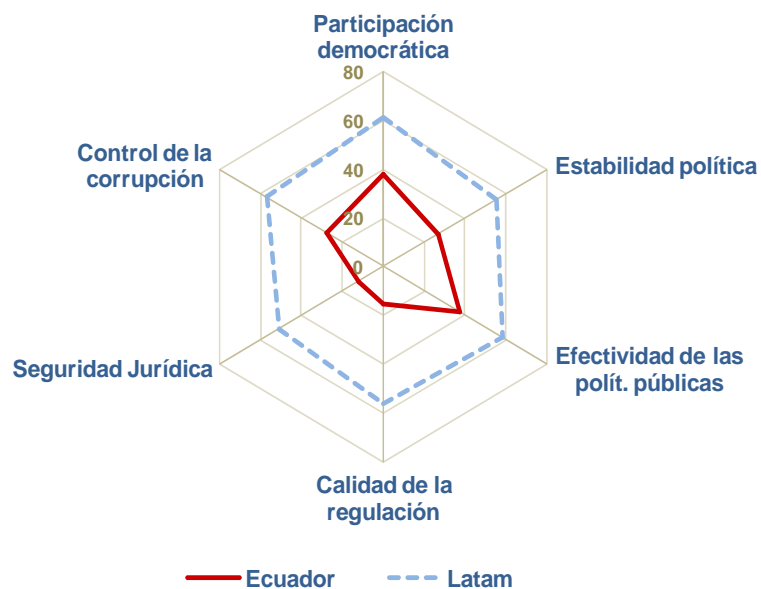 Participación
democrática
80
60
40
20
0
Control de la
corrupción
Estabilidad política
Seguridad Jurídica
Efectividad de las
polít. públicas
Calidad de la
regulación
Ecuador
Latam